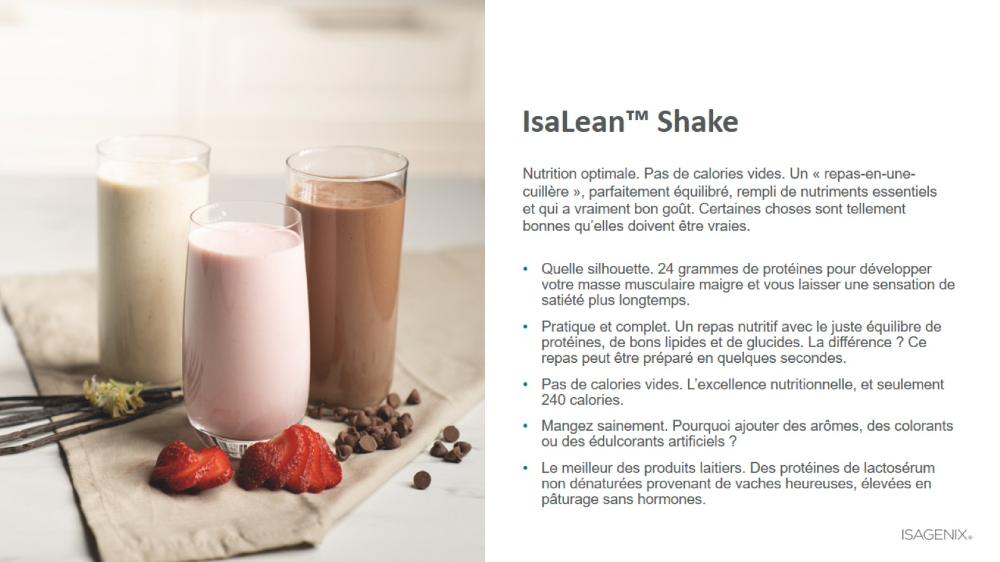 IsaLean™ Shake
Nutrition optimale. Pas de calories vides. Un « repas-en-une-
cuillère », parfaitement équilibré, rempli de nutriments essentiels
et qui a vraiment bon goût. Certaines choses sont tellement
bonnes qu’elles doivent être vraies.
• Quelle silhouette. 24 grammes de protéines pour développer
votre masse musculaire maigre et vous laisser une sensation de
satiété plus longtemps.
• Pratique et complet. Un repas nutritif avec le juste équilibre de
protéines, de bons lipides et de glucides. La différence ? Ce
repas peut être préparé en quelques secondes.
• Pas de calories vides. L’excellence nutritionnelle, et seulement
240 calories.
• Mangez sainement. Pourquoi ajouter des arômes, des colorants
ou des édulcorants artificiels ?
• Le meilleur des produits laitiers. Des protéines de lactosérum
non dénaturées provenant de vaches heureuses, élevées en
pâturage sans hormones.
ISAGENIX®